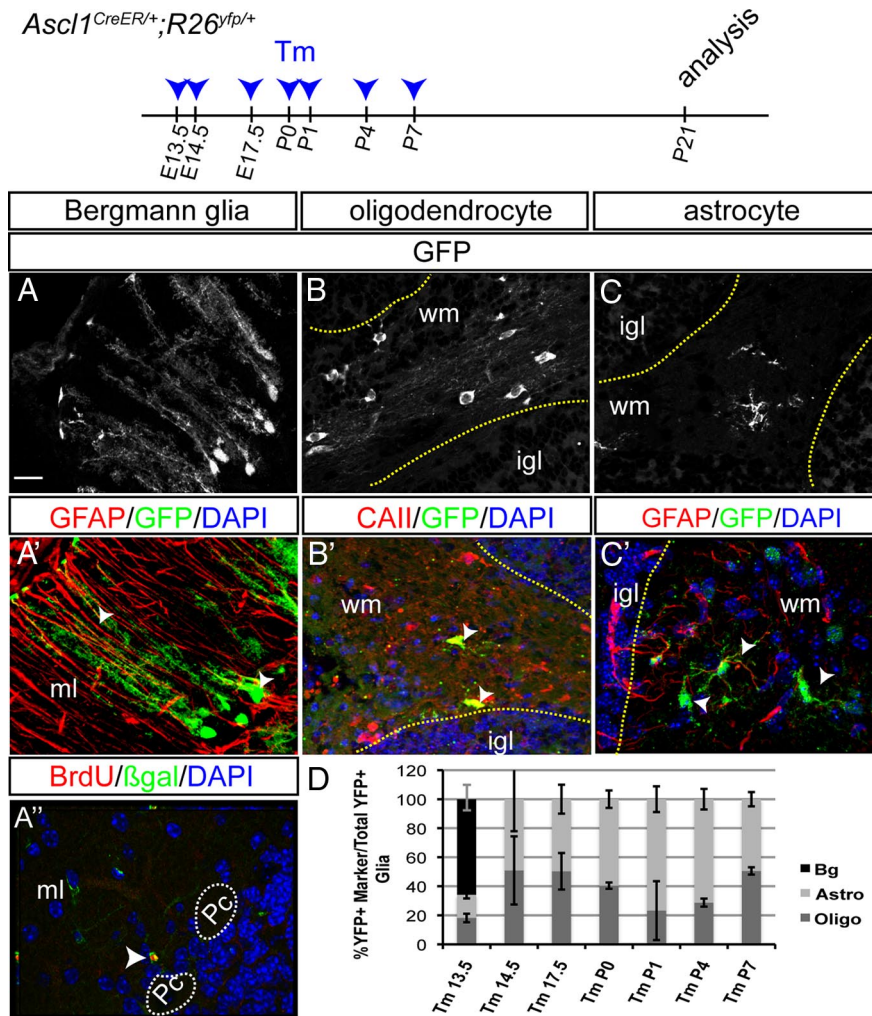 Ascl1CreER/+;R26yfp/+
Tm
analysis
E13.5 E14.5 E17.5 P0 P1 P4 P7 P21
Bergmann glia oligodendrocyte astrocyte
GFP
A B C
wm igl
wm
igl
GFAP/GFP/DAPI CAII/GFP/DAPI GFAP/GFP/DAPI
A' B' C'
igl
wm wm
ml
igl
BrdU/ßgal/DAPI D
A''
ml
Pc
Pc
%YFP+ Marker/Total YFP+
Glia
120
100
80
60
40
20
0
Bg
Astro
Oligo
Tm 13.5 Tm 14.5 Tm 17.5 Tm P0 Tm P1 Tm P4 Tm P7